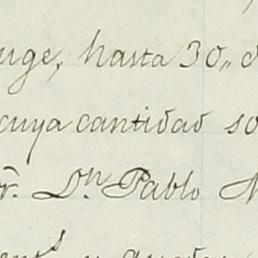 uge, hasta 30,, d
cuya cantidad so
r. Dn. Pablo M